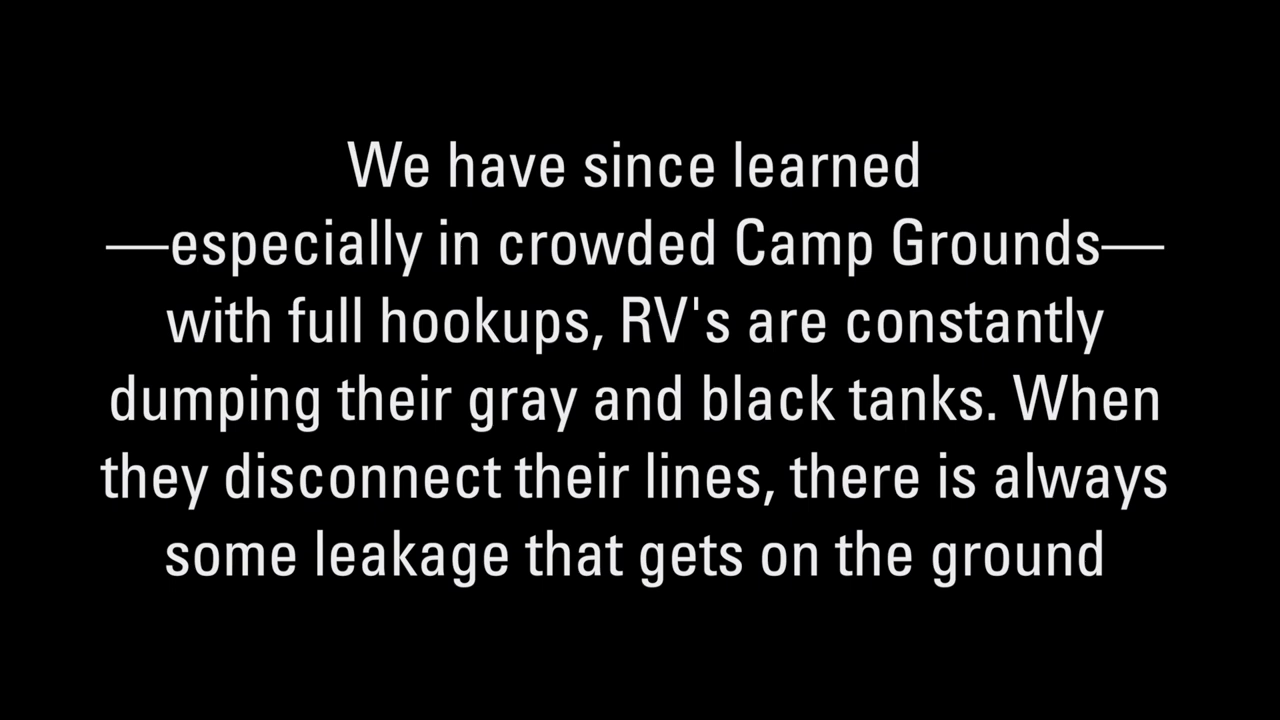 We have since learned
—especially in crowded Camp Grounds—
with full hookups, RV's are constantly
dumping their gray and black tanks. When
they disconnect their lines, there is always
some leakage that gets on the ground